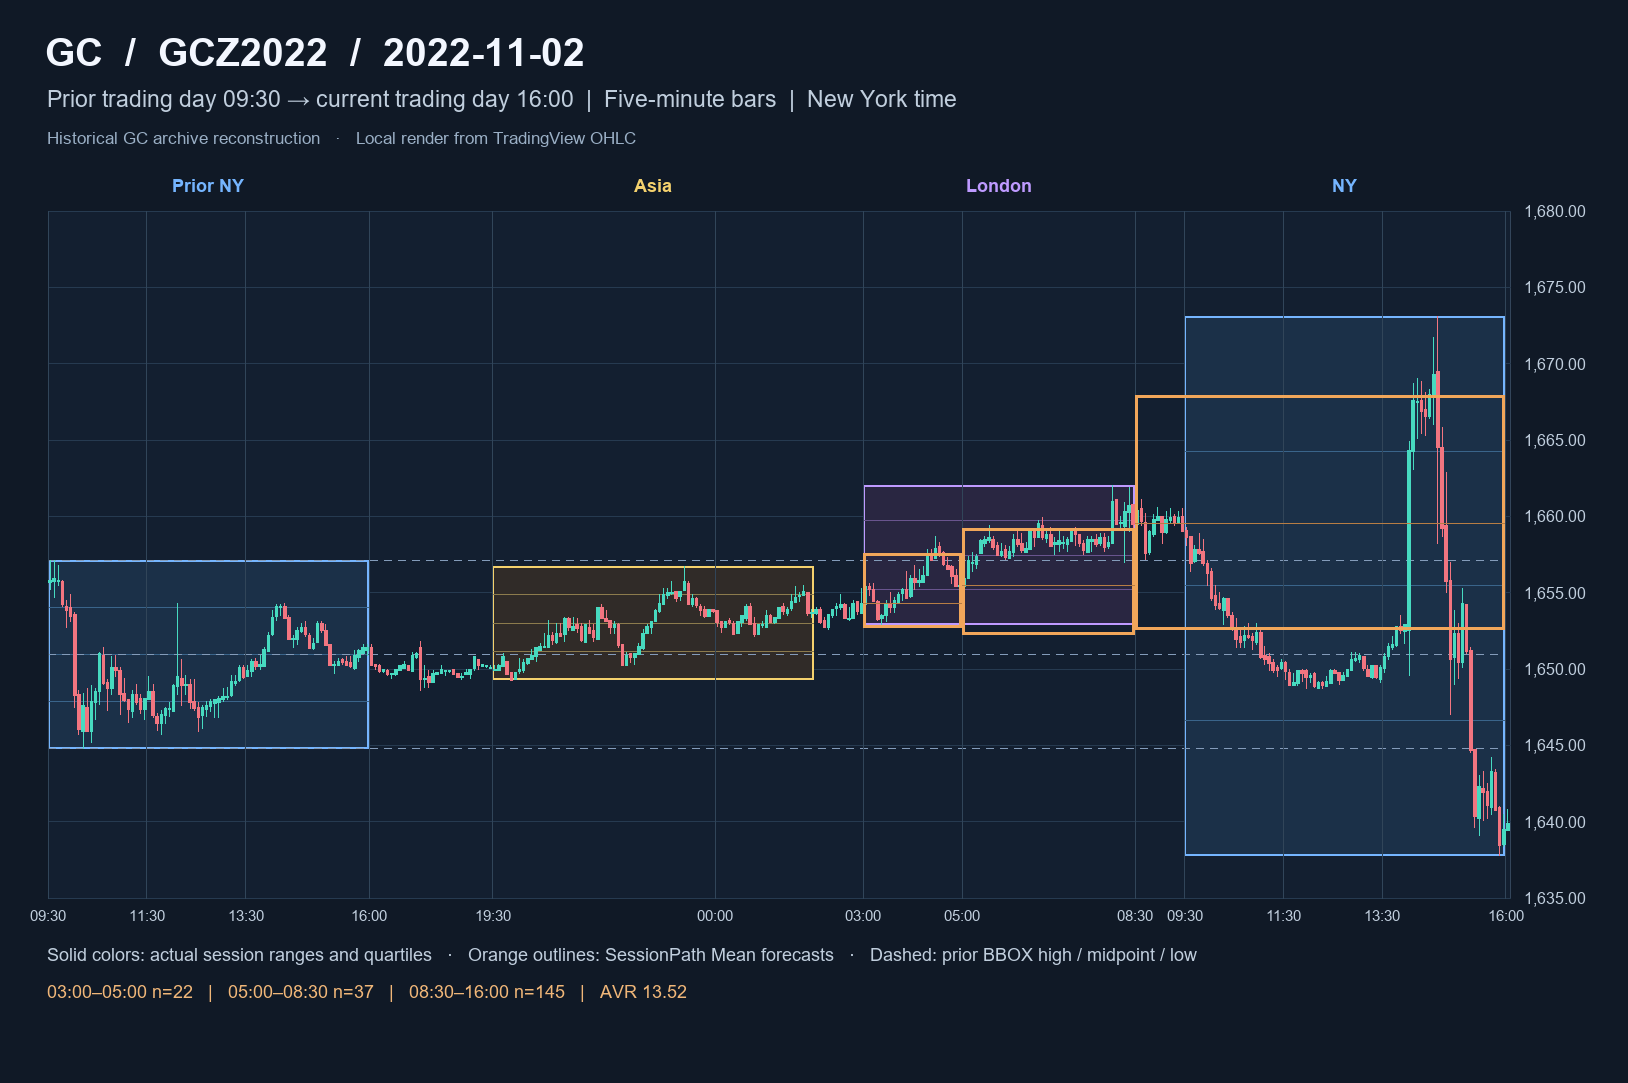 GC / GCZ2022 / 2022-11-02
Prior trading day 09:30 → current trading day 16:00 | Five-minute bars | New York time
Historical GC archive reconstruction · Local render from TradingView OHLC
Prior NY Asia London NY
1,680.00
1,675.00
1,670.00
1,665.00
1,660.00
1,655.00
1,650.00
1,645.00
1,640.00
1,635.00
09:30 11:30 13:30 16:00 19:30 00:00 03:00 05:00 08:30 09:30 11:30 13:30 16:00
Solid colors: actual session ranges and quartiles · Orange outlines: SessionPath Mean forecasts · Dashed: prior BBOX high / midpoint / low
03:00–05:00 n=22 | 05:00–08:30 n=37 | 08:30–16:00 n=145 | AVR 13.52